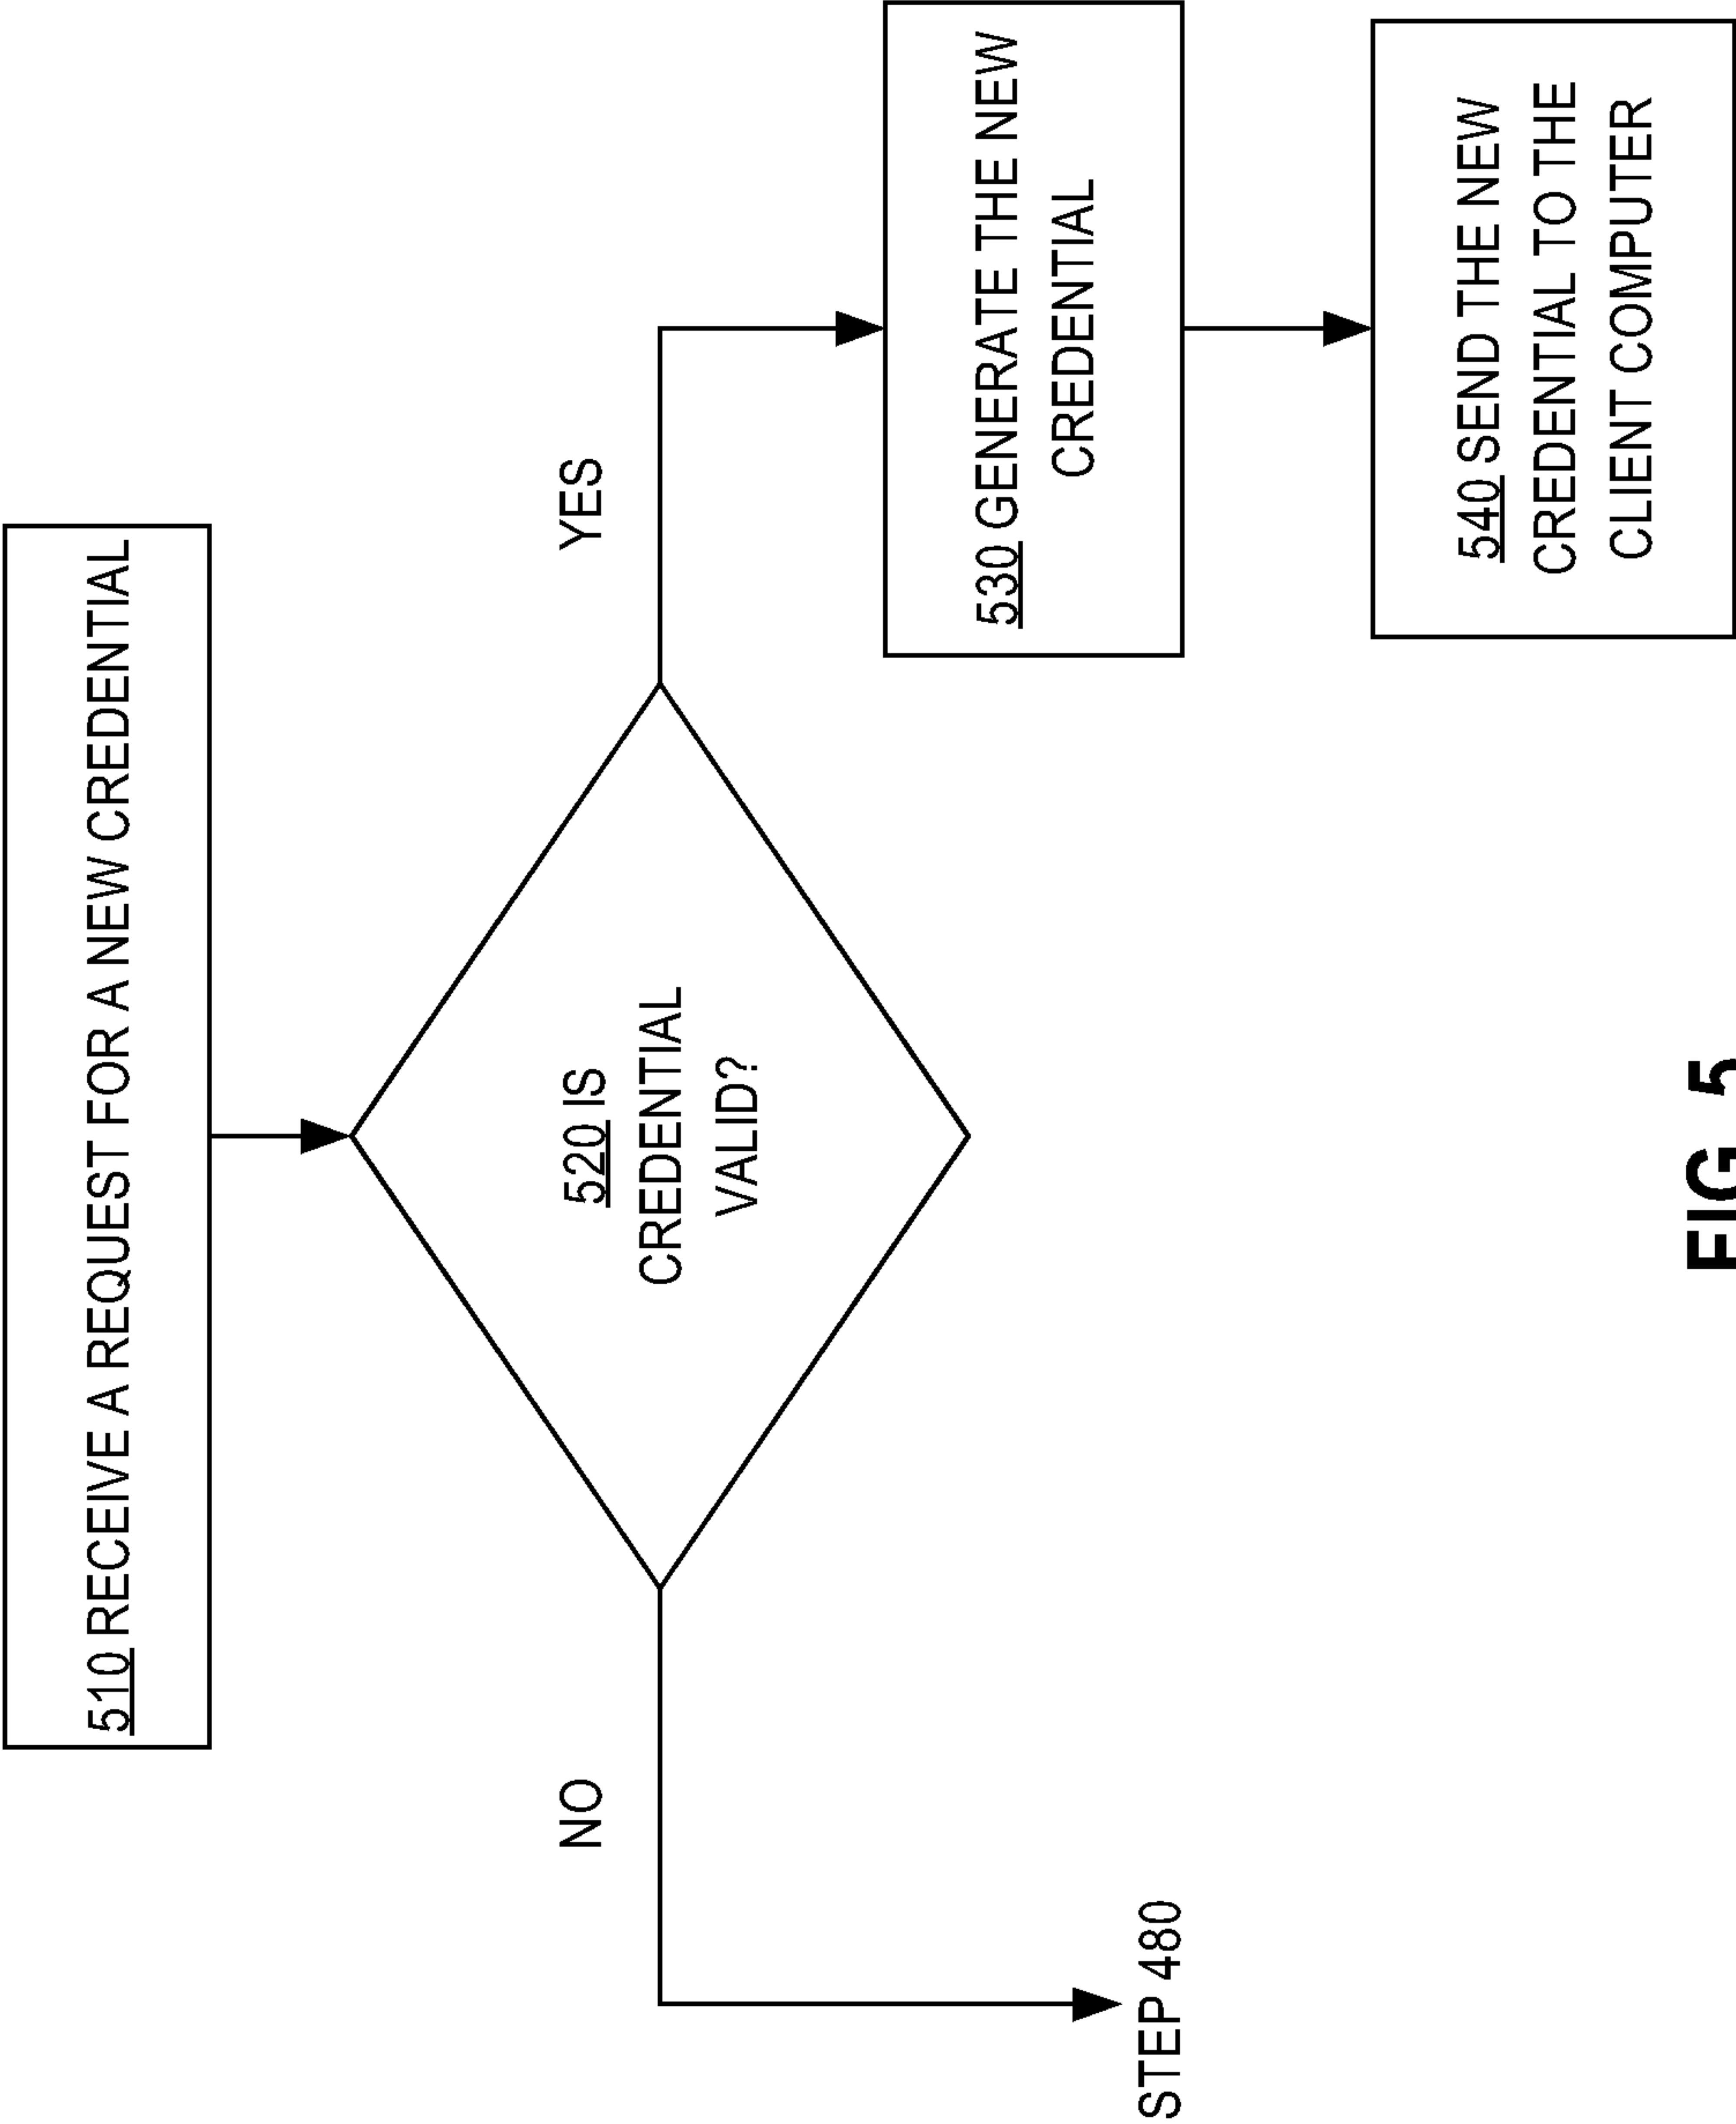 510 RECEIVE A REQUEST FOR A NEW CREDENTIAL
520 IS
CREDENTIAL
VALID?
NO
YES
STEP 480
530 GENERATE THE NEW
CREDENTIAL
540 SEND THE NEW
CREDENTIAL TO THE
CLIENT COMPUTER
FIG. 5